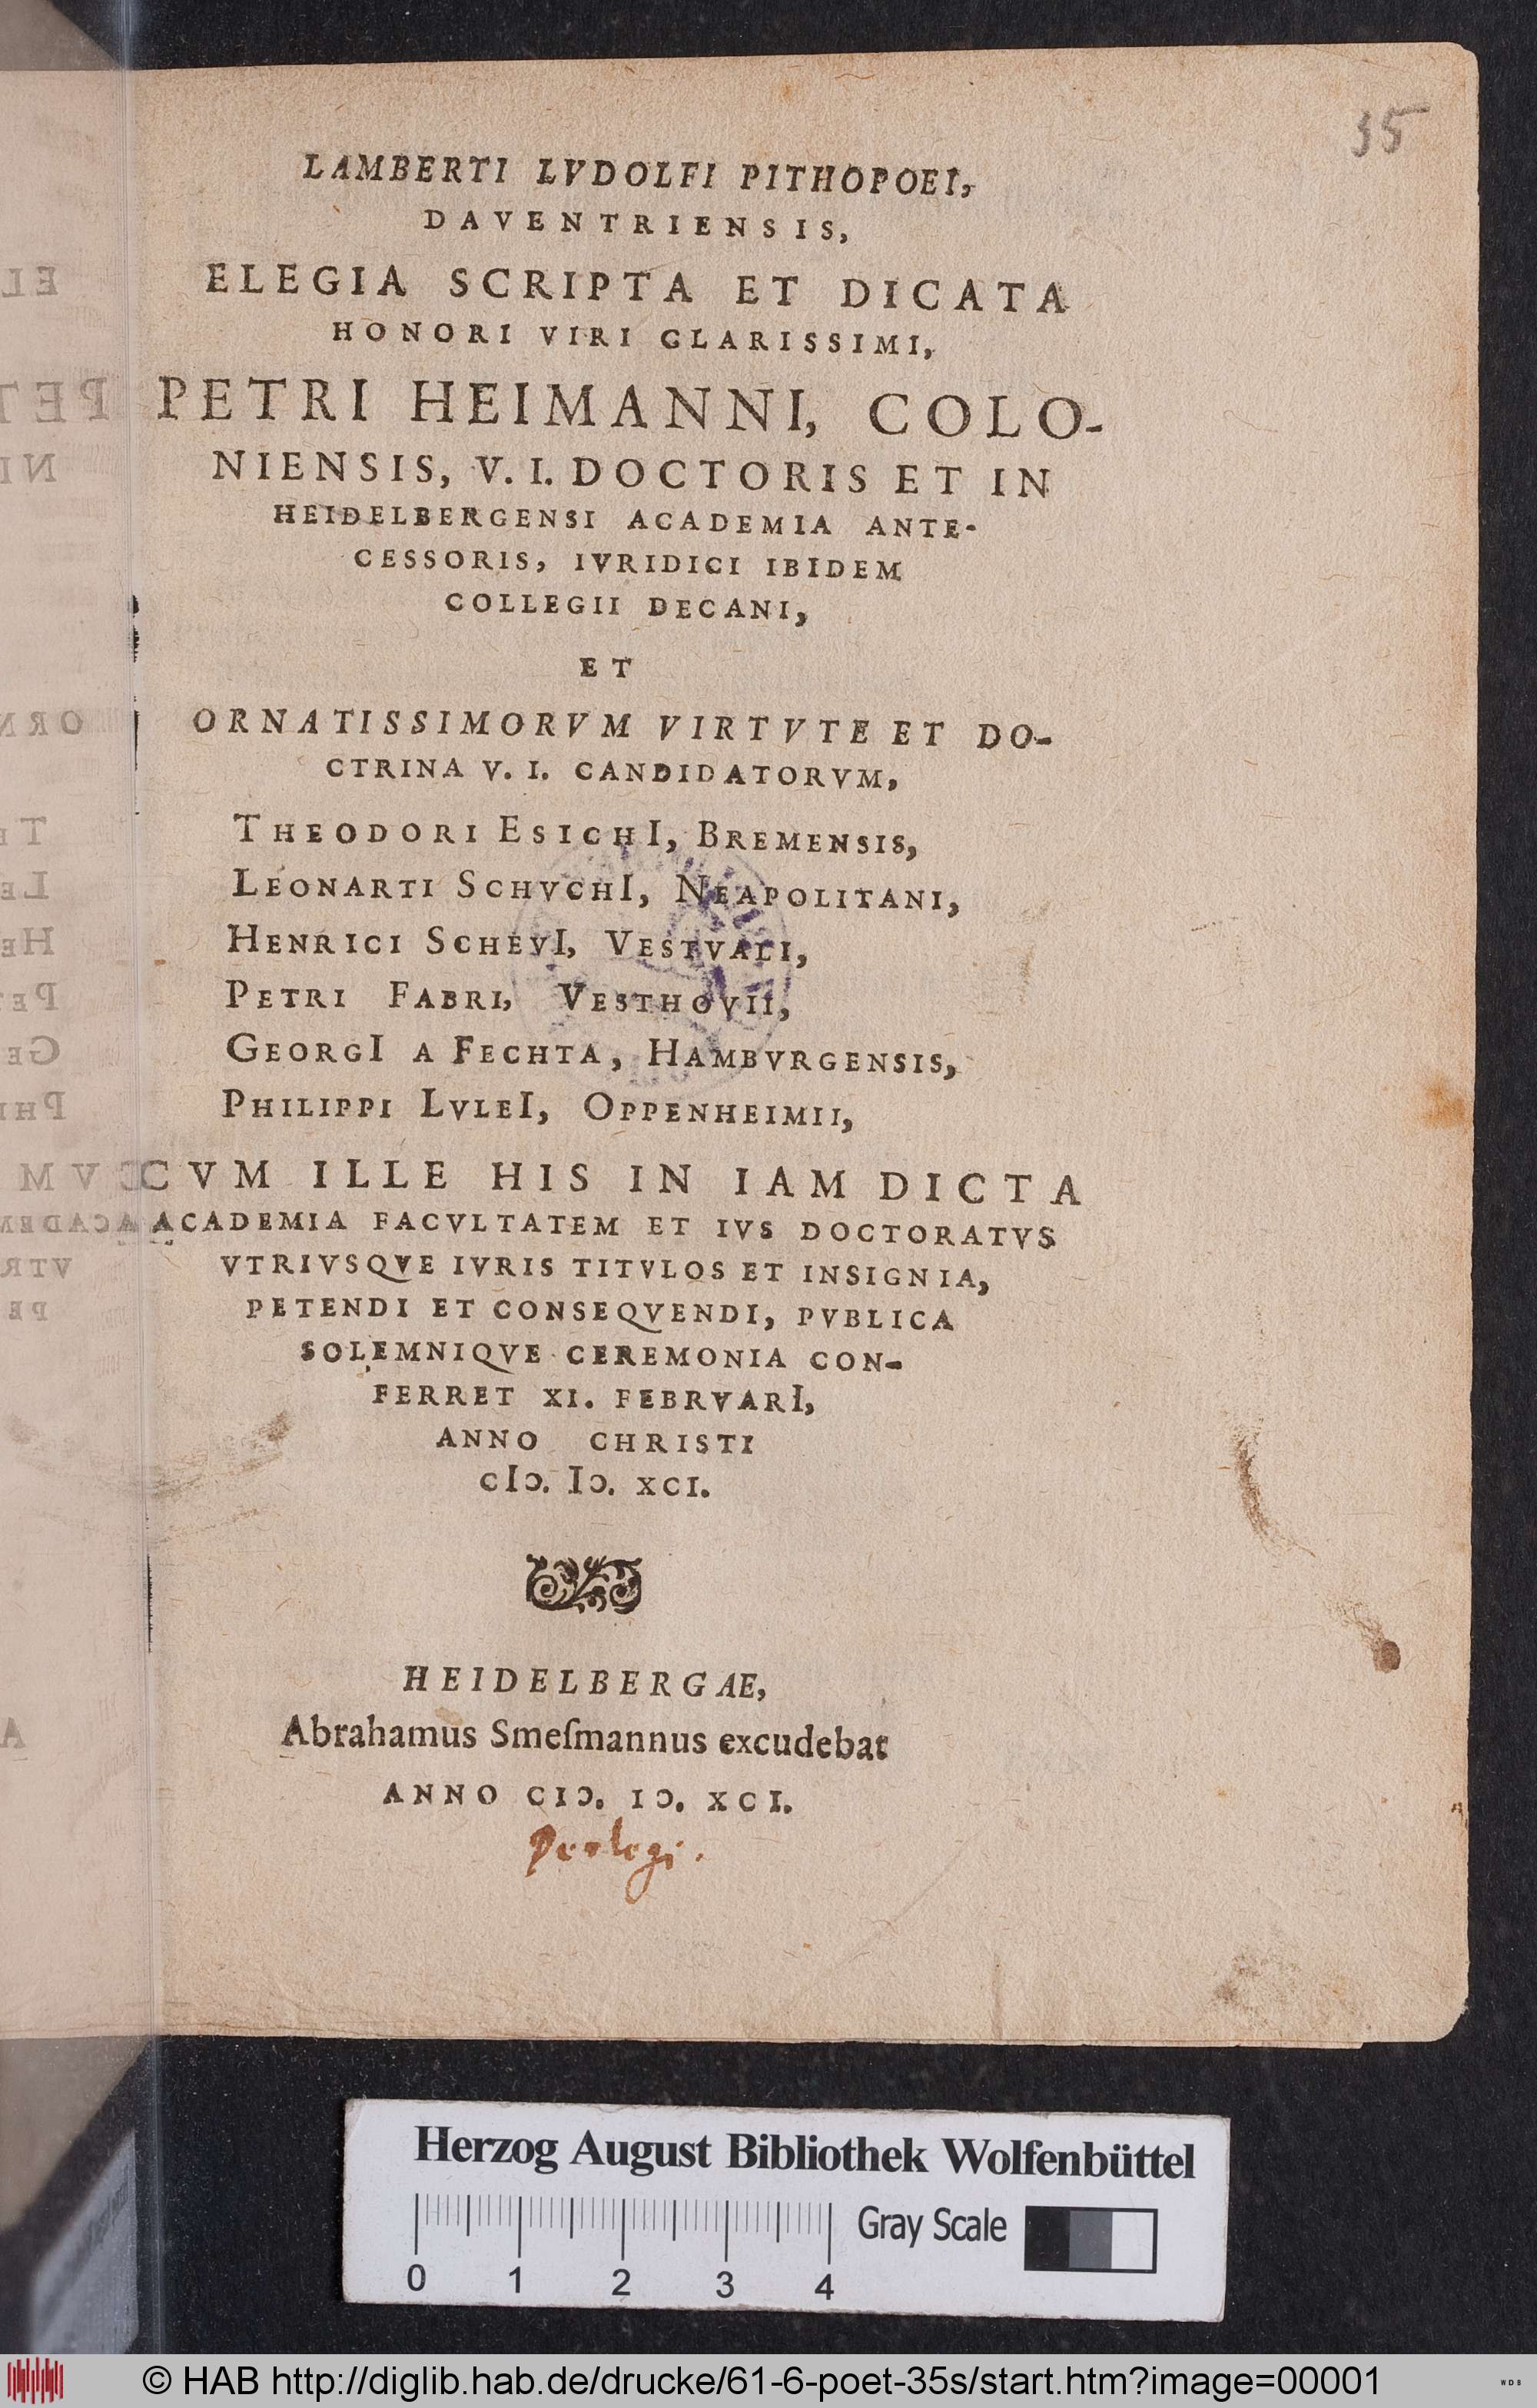 35
LAMBERTI LVDOLFI PITHOPOEI,
DAVENTRIENSIS,
ELEGIA SCRIPTA ET DICATA
HONORI VIRI CLARISSIMI,
PETRI HEIMANNI, COLO-
NIENSIS, V. I. DOCTORIS ET IN
HEIDELBERGENSI ACADEMIA ANTE-
CESSORIS, IVRIDICI IBIDEM
COLLEGII DECANI,
ET
ORNATISSIMORVM VIRTVTE ET DO-
CTRINA V. I. CANDIDATORVM,
THEODORI ESICHI, BREMENSIS,
LEONARTI SCHVCHI, NEAPOLITANI,
HENRICI SCHEVI, VESTVALI,
PETRI FABRI, VESTHOVII,
GEORGI A FECHTA, HAMBVRGENSIS,
PHILIPPI LVLEI, OPPENHEIMII,
CVM ILLE HIS IN IAM DICTA
ACADEMIA FACVLTATEM ET IVS DOCTORATVS
VTRIVSQVE IVRIS TITVLOS ET INSIGNIA,
PETENDI ET CONSEQVENDI, PVBLICA
SOLEMNIQVE CEREMONIA CON-
FERRET XI. FEBRVARI,
ANNO CHRISTI
CIↃ. IↃ. XCI.
HEIDELBERGAE,
Abrahamus Smeſmannus excudebat
ANNO CIↃ. IↃ. XCI.
Perlegi.
Herzog August Bibliothek Wolfenbüttel
Gray Scale
0 1 2 3 4
© HAB http://diglib.hab.de/drucke/61-6-poet-35s/start.htm?image=00001
WDB